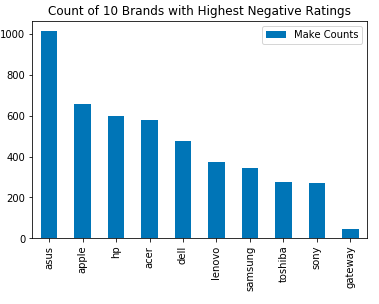 Count of 10 Brands with Highest Negative Ratings
Make Counts
1000
800
600
400
200
0
asus
apple
hp
acer
dell
lenovo
samsung
toshiba
sony
gateway